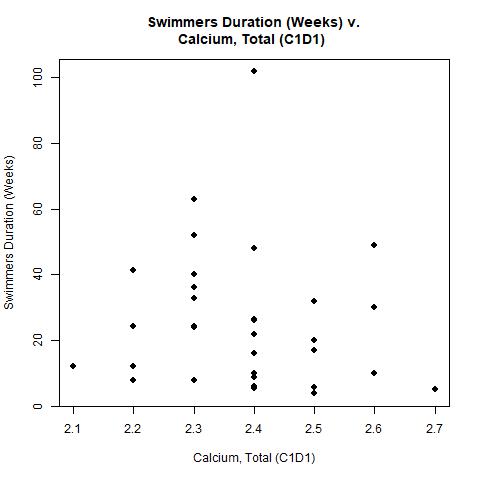 Swimmers Duration (Weeks) v.
Calcium, Total (C1D1)
Swimmers Duration (Weeks)
100
80
60
40
20
0
2.1 2.2 2.3 2.4 2.5 2.6 2.7
Calcium, Total (C1D1)